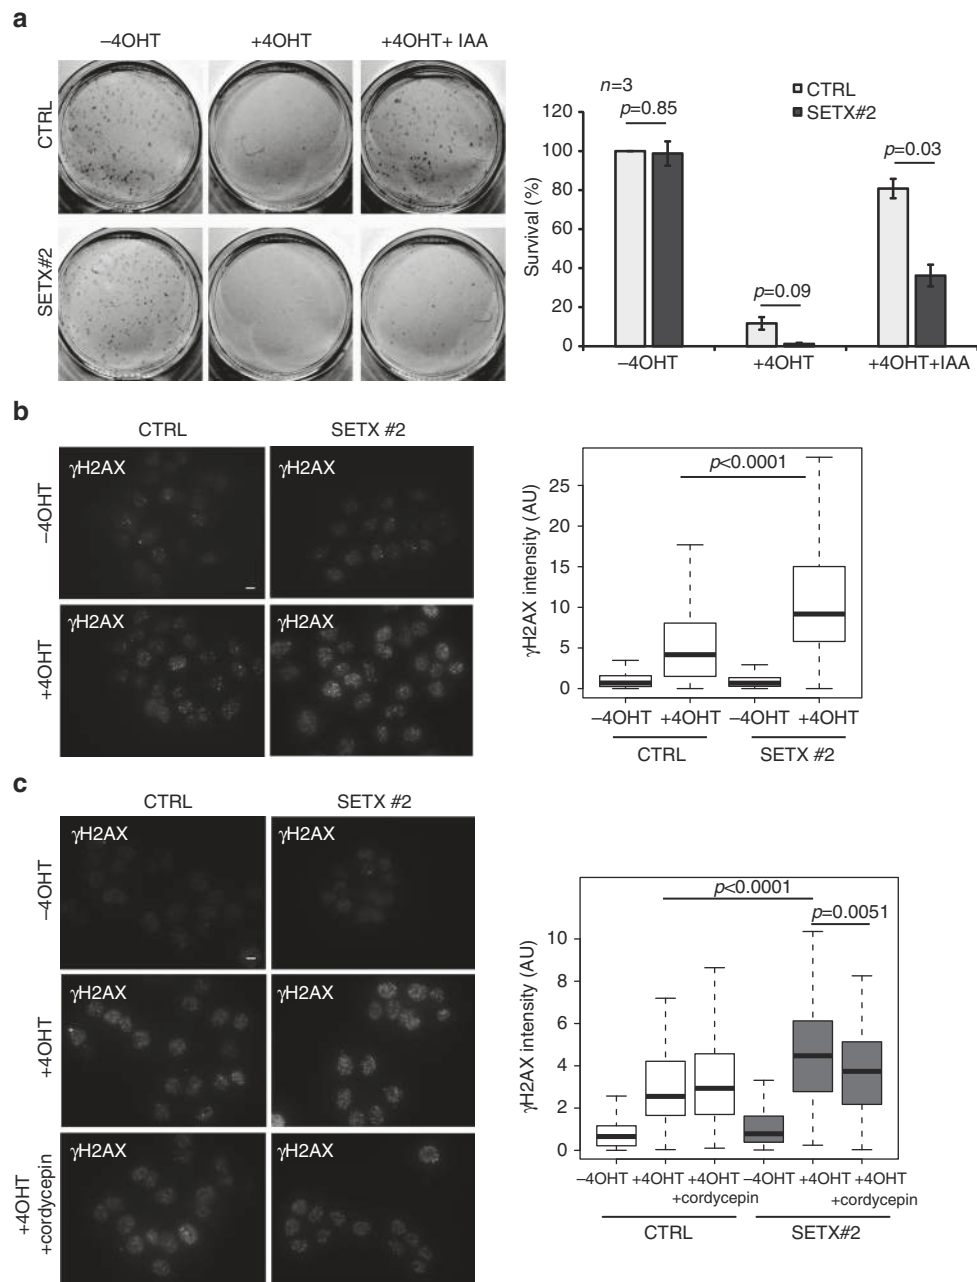 a
–4OHT +4OHT +4OHT+ IAA
CTRL
SETX#2
n=3
CTRL
SETX#2
p=0.85
p=0.03
p=0.09
Survival (%)
120
100
80
60
40
20
0
–4OHT +4OHT +4OHT+IAA
b
CTRL SETX #2
–4OHT
γH2AX γH2AX
+4OHT
γH2AX γH2AX
p<0.0001
γH2AX intensity (AU)
25
20
15
10
5
0
–4OHT +4OHT –4OHT +4OHT
CTRL SETX #2
c
CTRL SETX #2
–4OHT
γH2AX γH2AX
+4OHT
γH2AX γH2AX
+4OHT
+cordycepin
γH2AX γH2AX
p<0.0001
p=0.0051
γH2AX intensity (AU)
10
8
6
4
2
0
–4OHT +4OHT +4OHT –4OHT +4OHT +4OHT
+cordycepin +cordycepin
CTRL SETX#2